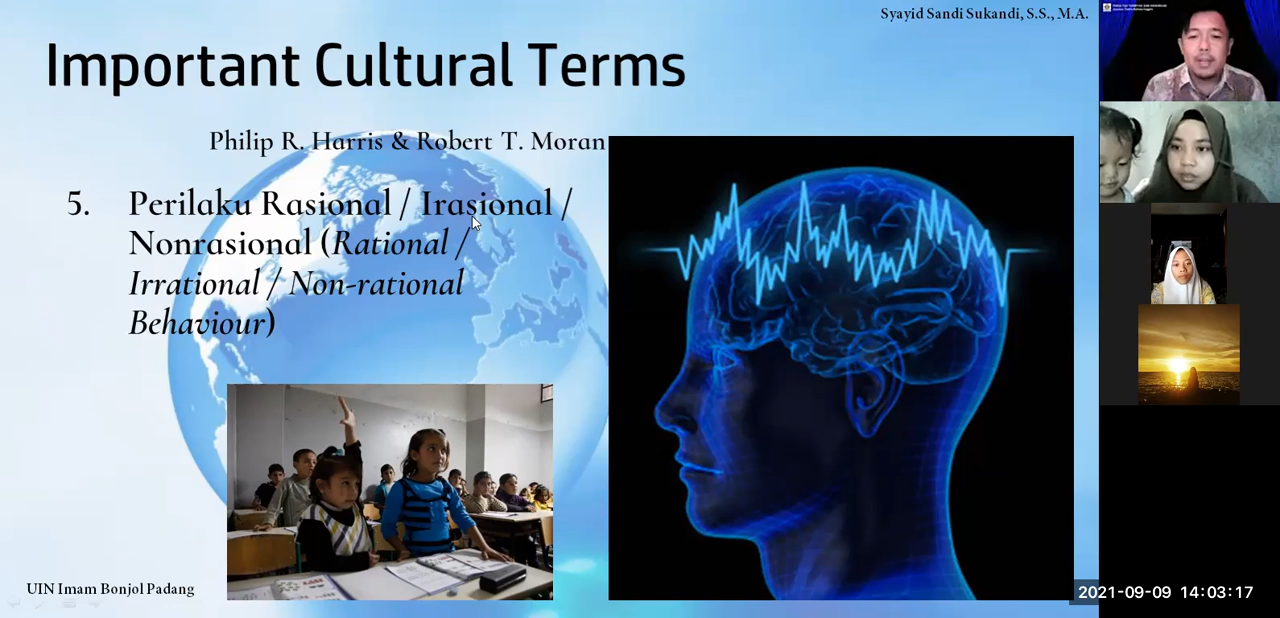 Syayid Sandi Sukandi, S.S., M.A.
Important Cultural Terms
Philip R. Harris & Robert T. Moran
5. Perilaku Rasional / Irasional /
Nonrasional (Rational /
Irrational / Non-rational
Behaviour)
UIN Imam Bonjol Padang
2021-09-09 14:03:17